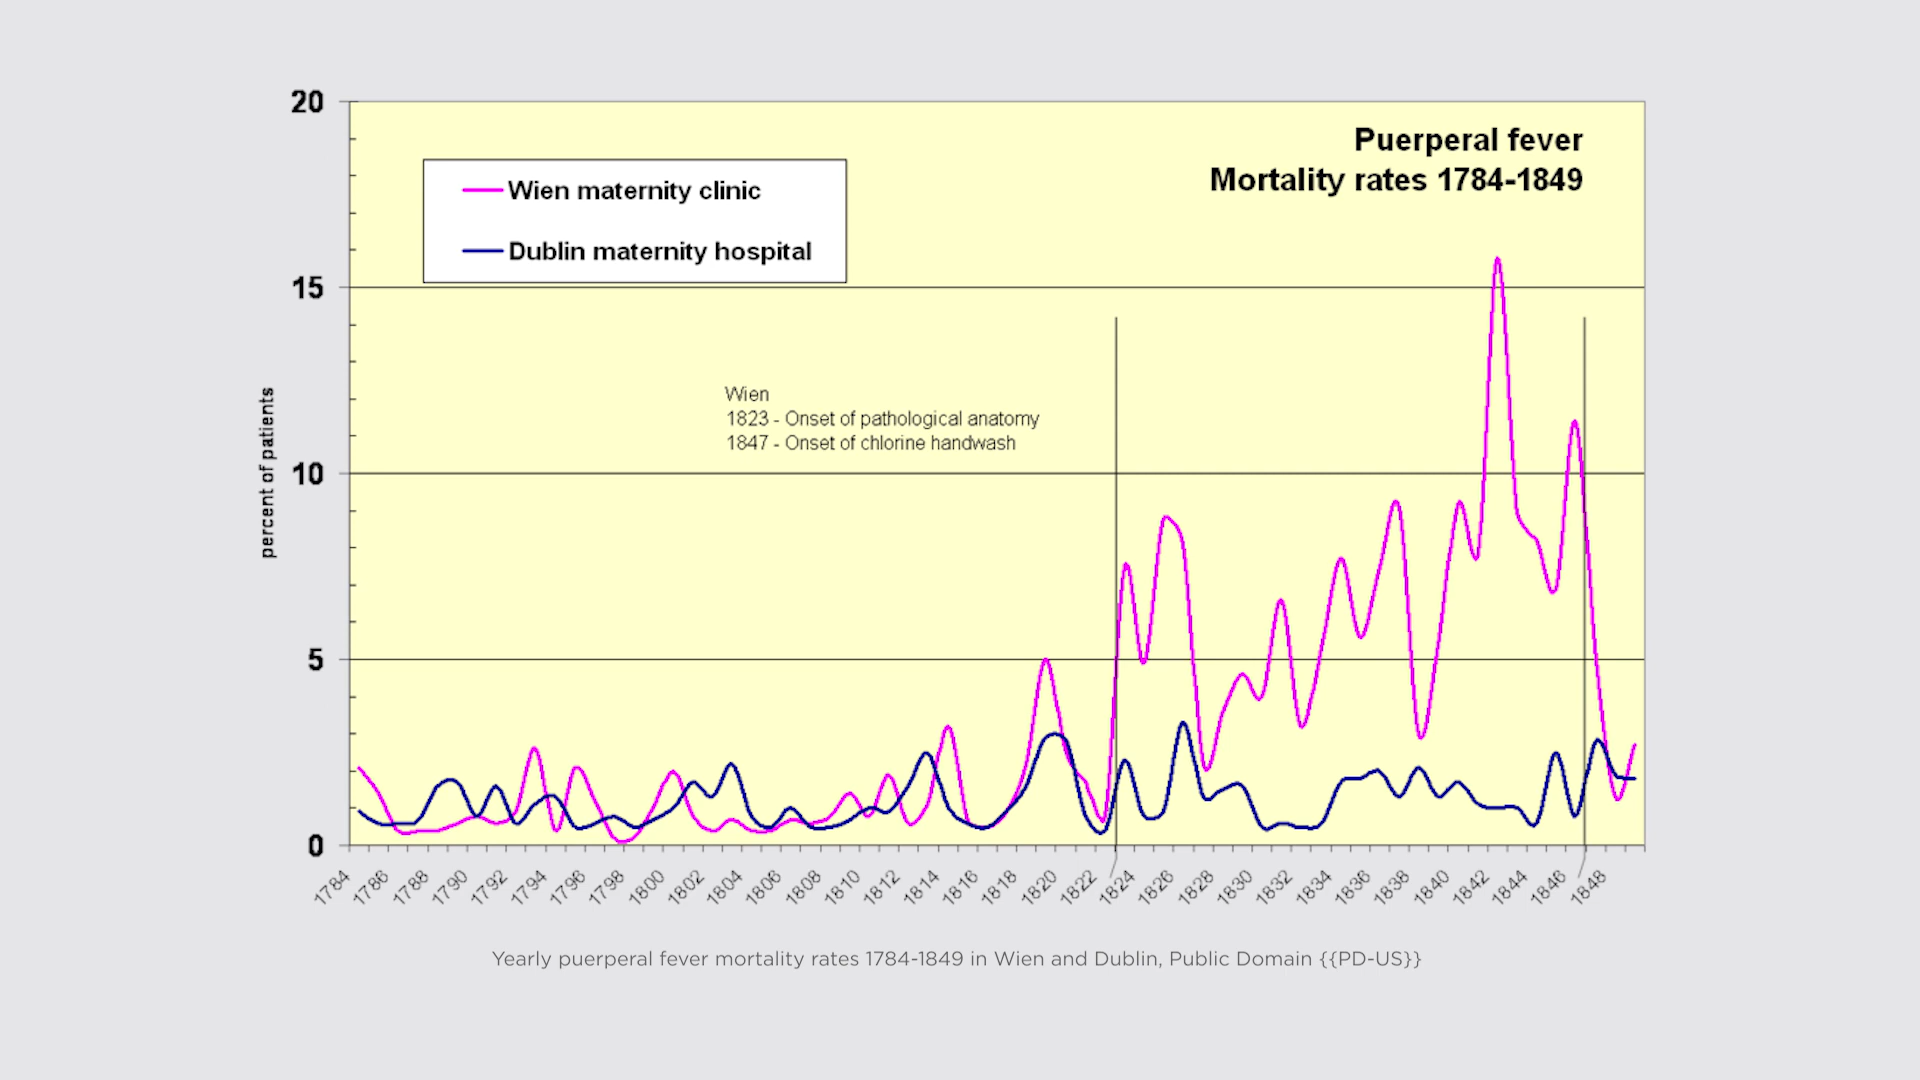 Puerperal fever
Mortality rates 1784-1849
Wien maternity clinic
Dublin maternity hospital
Wien
1823 - Onset of pathological anatomy
1847 - Onset of chlorine handwash
percent of patients
20
15
10
5
0
1784 1786 1788 1790 1792 1794 1796 1798 1800 1802 1804 1806 1808 1810 1812 1814 1816 1818 1820 1822 1824 1826 1828 1830 1832 1834 1836 1838 1840 1842 1844 1846 1848
Yearly puerperal fever mortality rates 1784-1849 in Wien and Dublin, Public Domain {{PD-US}}